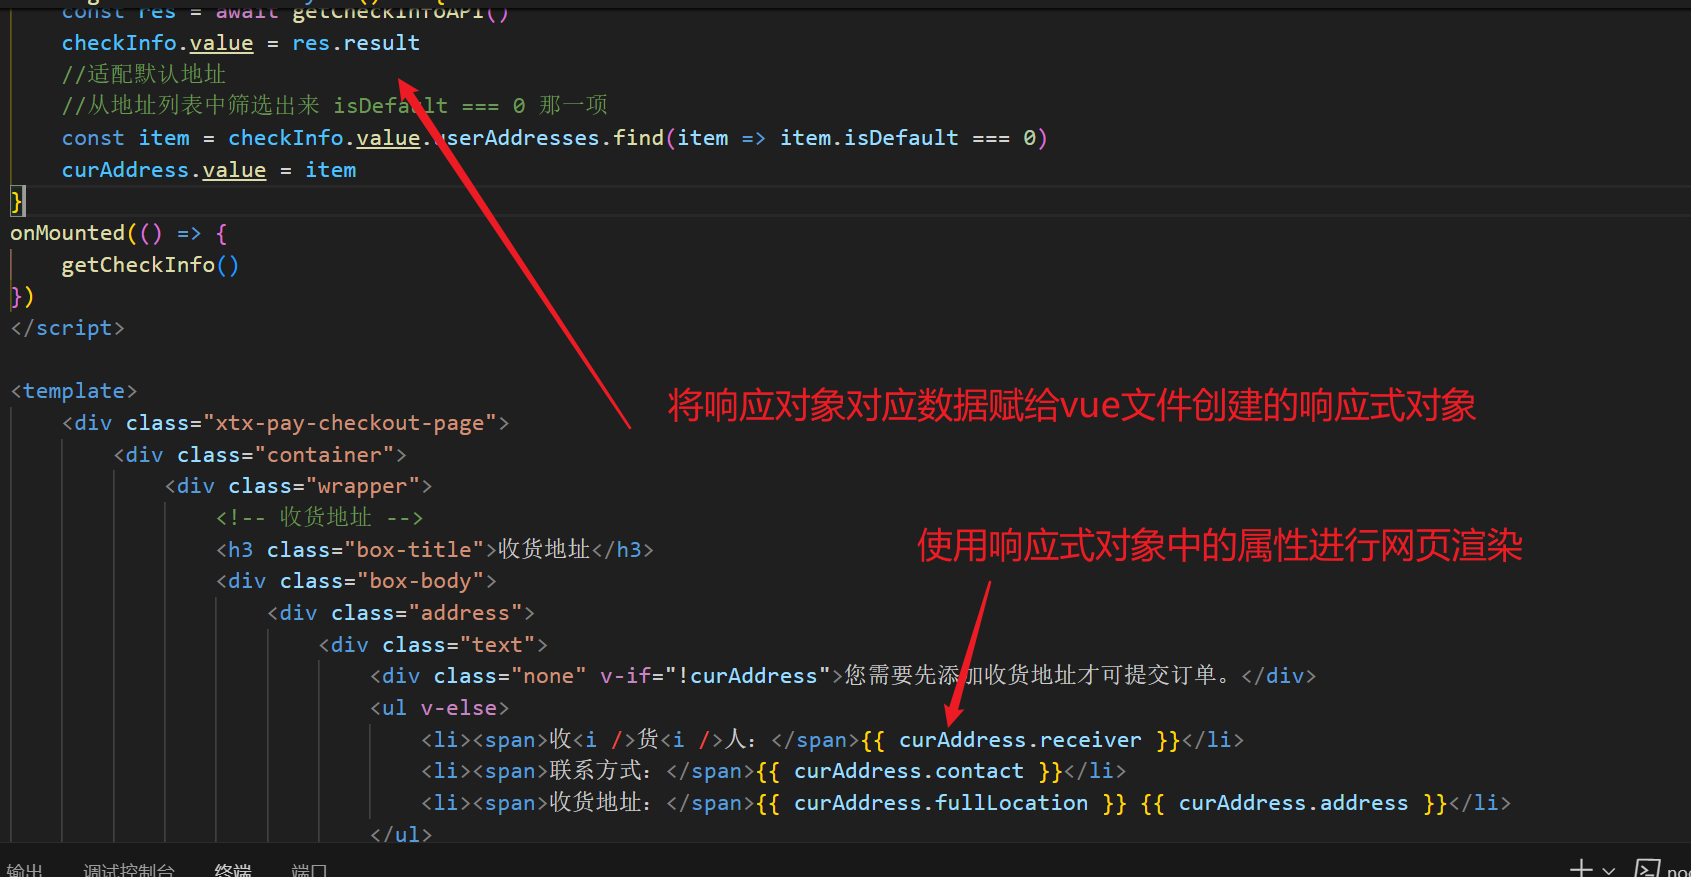 const res = await getCheckInfoAPI()
checkInfo.value = res.result
//适配默认地址
//从地址列表中筛选出来 isDefault === 0 那一项
const item = checkInfo.value.userAddresses.find(item => item.isDefault === 0)
curAddress.value = item
}
onMounted(() => {
getCheckInfo()
})
</script>
<template>
将响应对象对应数据赋给vue文件创建的响应式对象
<div class="xtx-pay-checkout-page">
<div class="container">
<div class="wrapper">
<!-- 收货地址 -->
<h3 class="box-title">收货地址</h3>
使用响应式对象中的属性进行网页渲染
<div class="box-body">
<div class="address">
<div class="text">
<div class="none" v-if="!curAddress">您需要先添加收货地址才可提交订单。</div>
<ul v-else>
<li><span>收<i />货<i />人：</span>{{ curAddress.receiver }}</li>
<li><span>联系方式：</span>{{ curAddress.contact }}</li>
<li><span>收货地址：</span>{{ curAddress.fullLocation }} {{ curAddress.address }}</li>
</ul>
输出 调试控制台 终端 端口